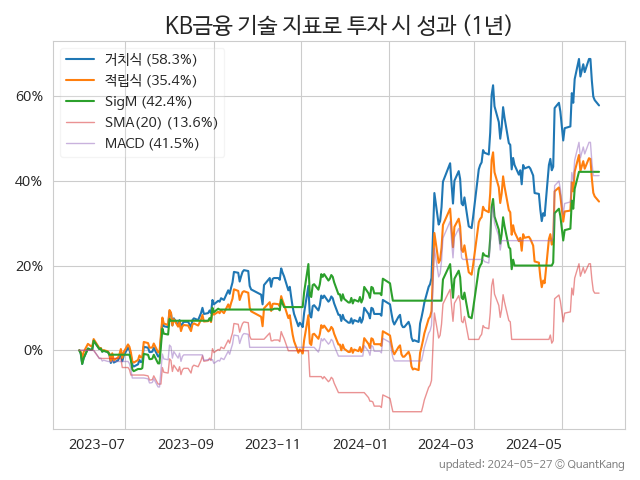 KB금융 기술 지표로 투자 시 성과 (1년)
거치식 (58.3%)
적립식 (35.4%)
SigM (42.4%)
SMA(20) (13.6%)
MACD (41.5%)
60%
40%
20%
0%
2023-07 2023-09 2023-11 2024-01 2024-03 2024-05
updated: 2024-05-27 © QuantKang